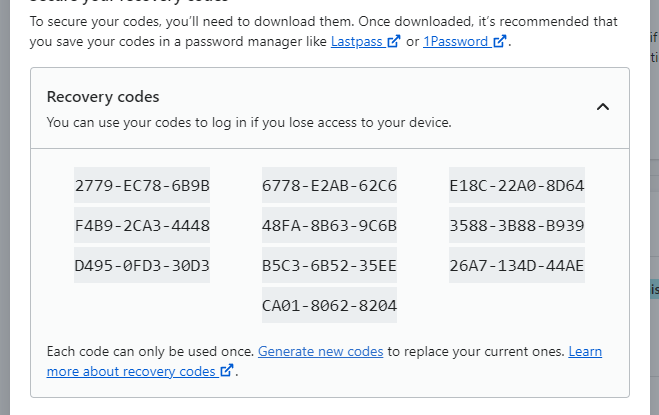 To secure your codes, you'll need to download them. Once downloaded, it's recommended that
you save your codes in a password manager like Lastpass or 1Password .
Recovery codes
You can use your codes to log in if you lose access to your device.
2779-EC78-6B9B 6778-E2AB-62C6 E18C-22A0-8D64
F4B9-2CA3-4448 48FA-8B63-9C6B 3588-3B88-B939
D495-0FD3-30D3 B5C3-6B52-35EE 26A7-134D-44AE
CA01-8062-8204
Each code can only be used once. Generate new codes to replace your current ones. Learn
more about recovery codes .